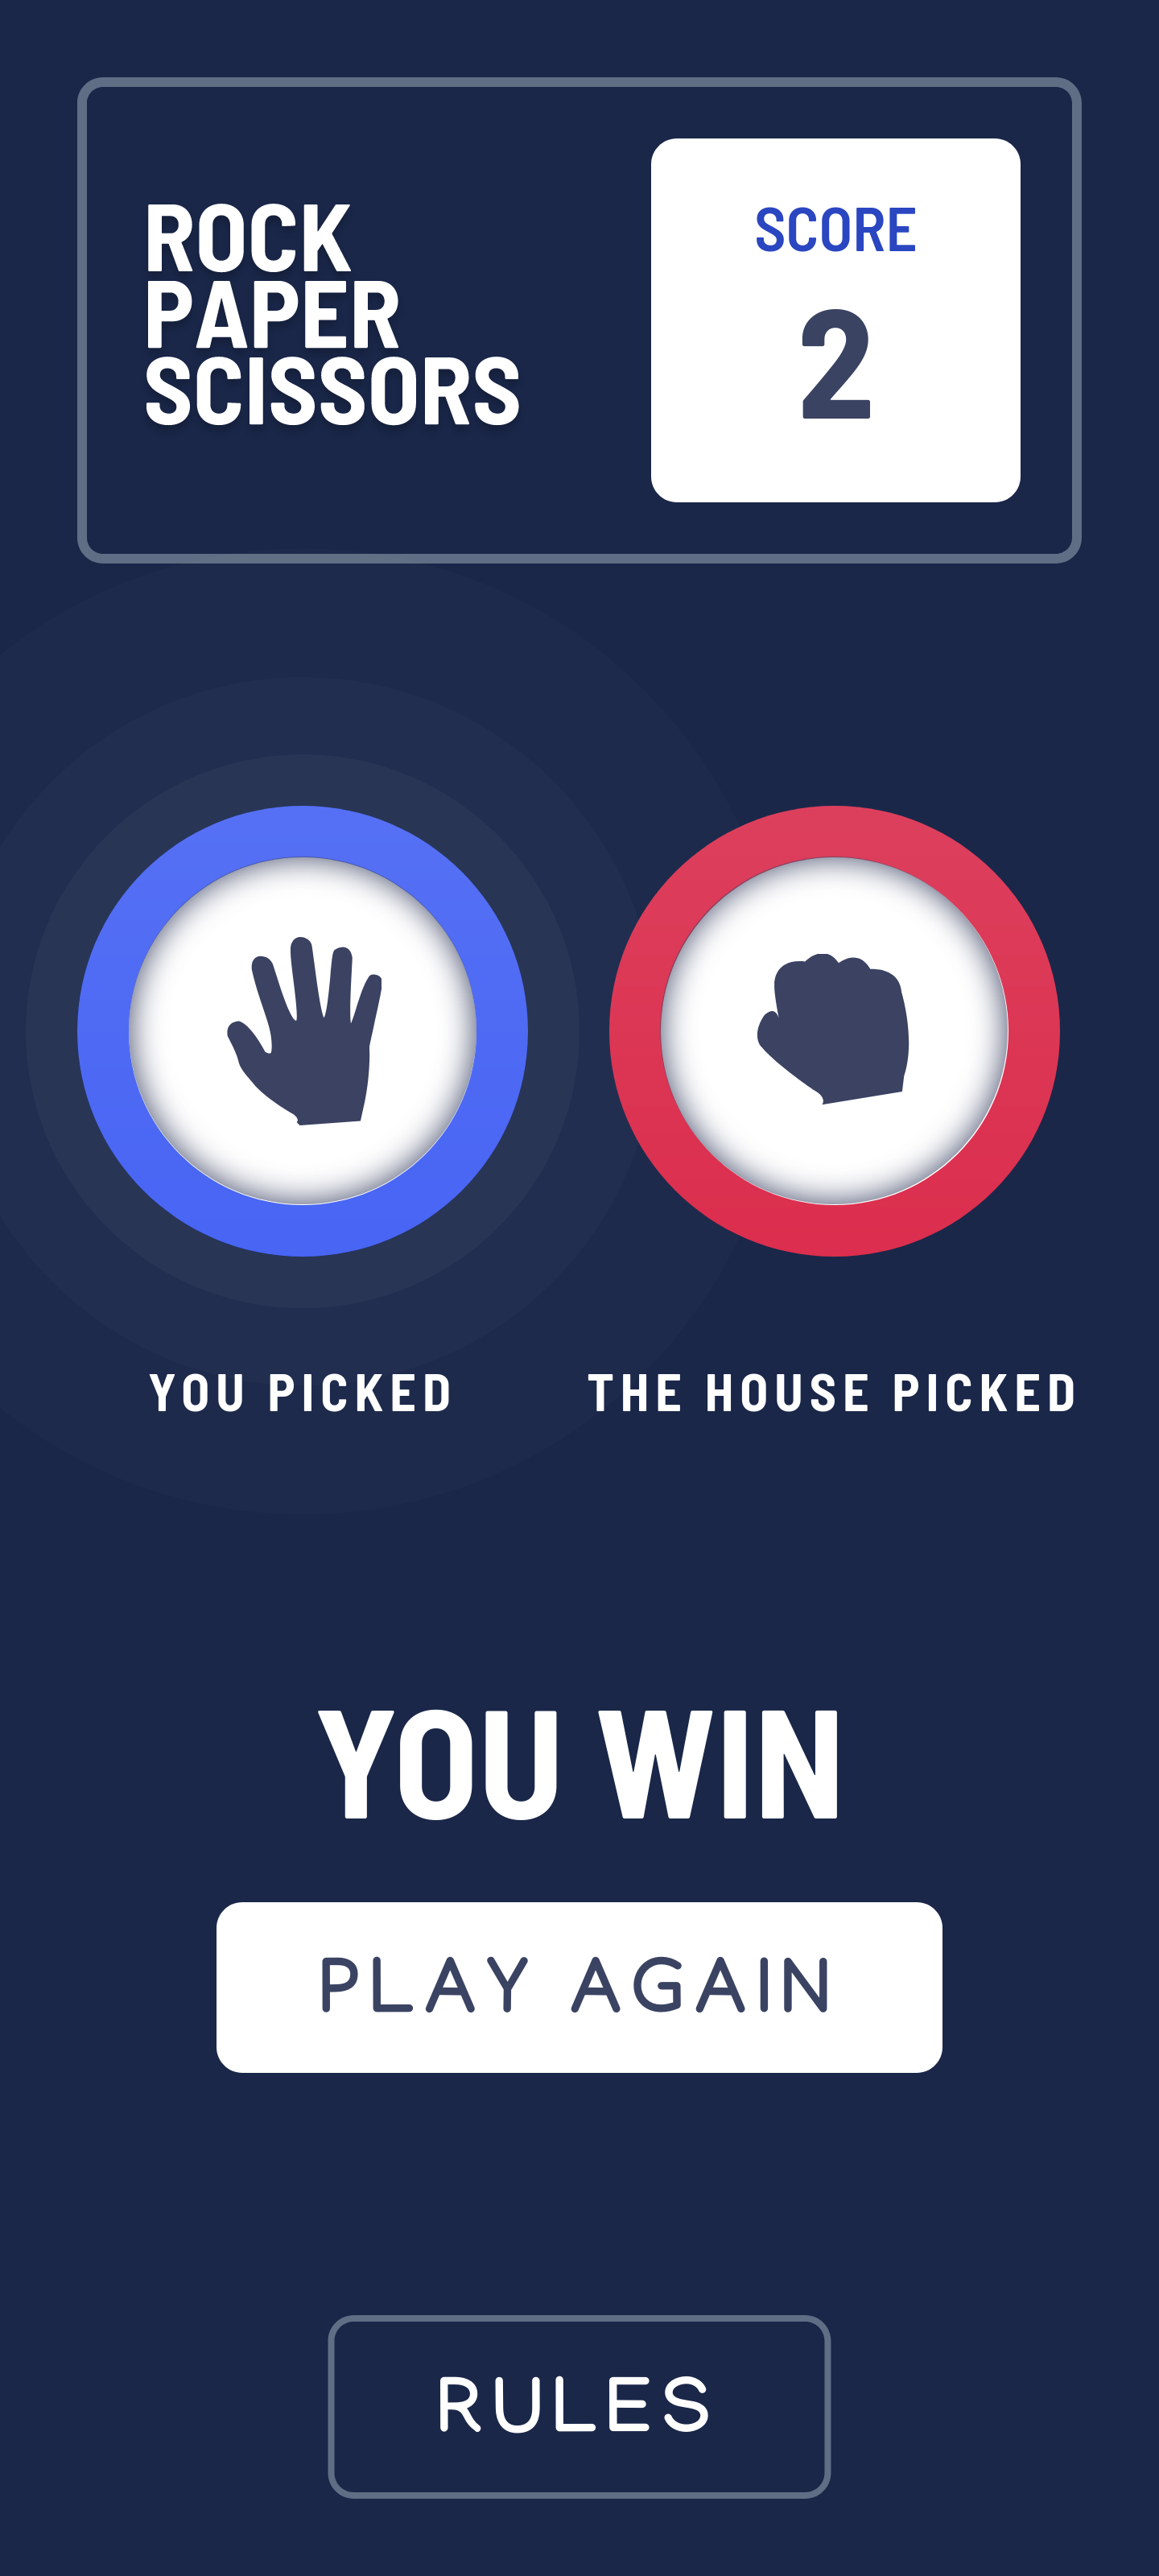 ROCK
PAPER
SCISSORS
SCORE
2
YOU PICKED
THE HOUSE PICKED
YOU WIN
PLAY AGAIN
RULES